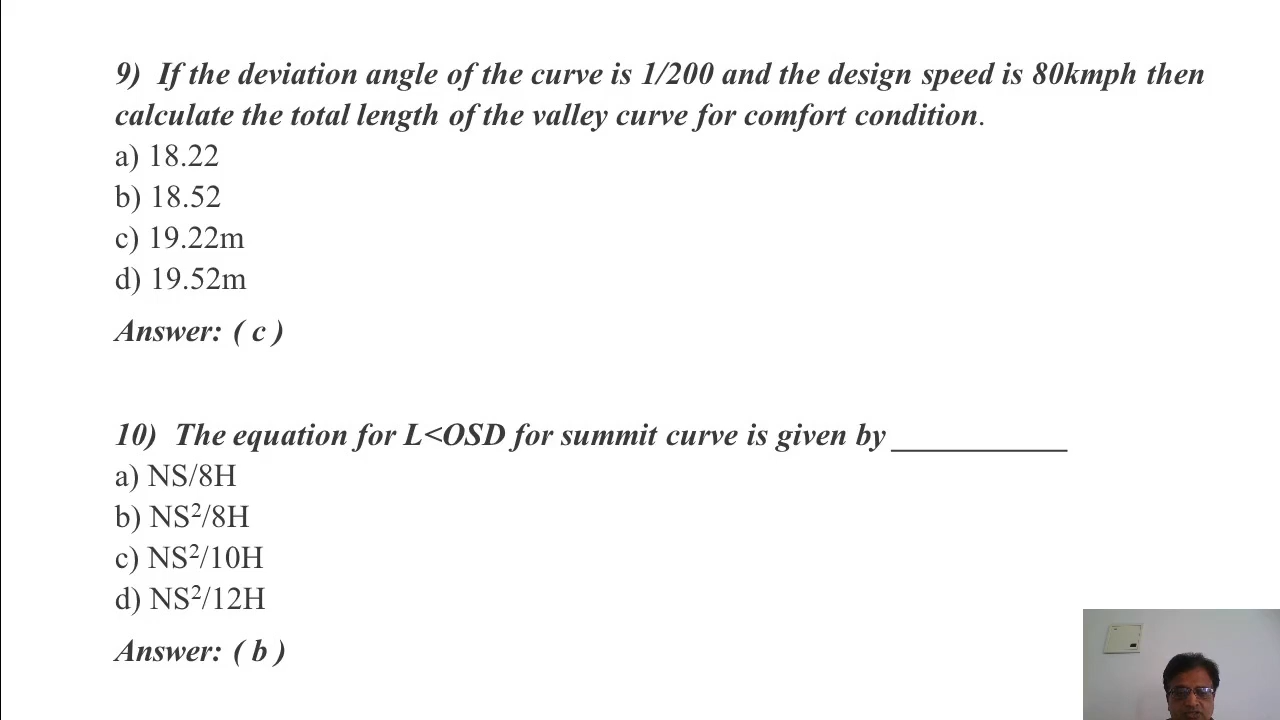 9) If the deviation angle of the curve is 1/200 and the design speed is 80kmph then
calculate the total length of the valley curve for comfort condition.
a) 18.22
b) 18.52
c) 19.22m
d) 19.52m
Answer: ( c )
10) The equation for L<OSD for summit curve is given by ____________
a) NS/8H
b) NS²/8H
c) NS²/10H
d) NS²/12H
Answer: ( b )